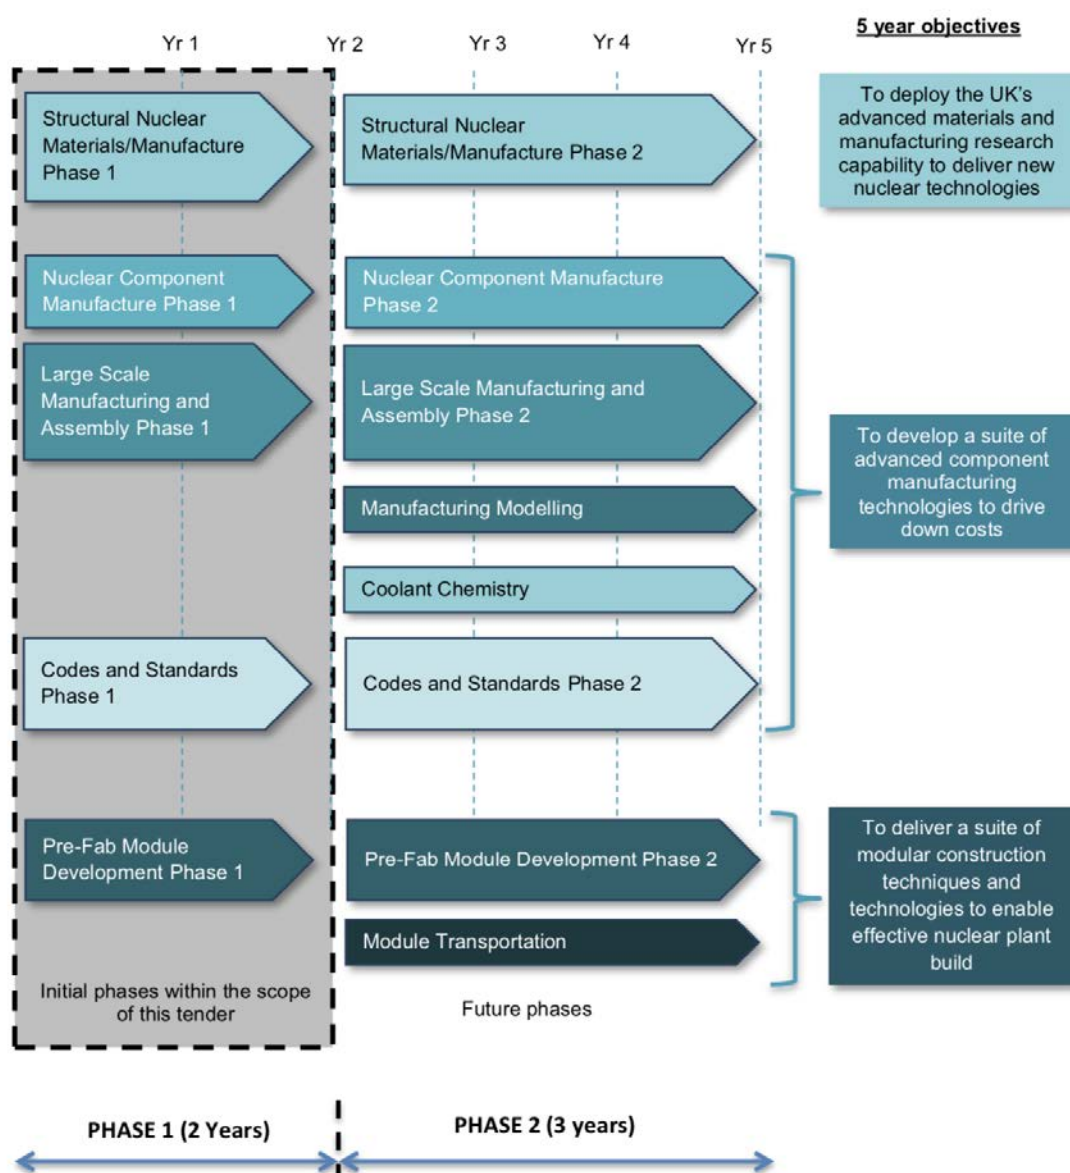 5 year objectives
Yr 1
Yr 2
Yr 3
Yr 4
Yr 5
Structural Nuclear
Materials/Manufacture
Phase 1
Structural Nuclear
Materials/Manufacture Phase 2
To deploy the UK's
advanced materials and
manufacturing research
capability to deliver new
nuclear technologies
Nuclear Component
Manufacture Phase 1
Nuclear Component Manufacture
Phase 2
Large Scale
Manufacturing and
Assembly Phase 1
Large Scale Manufacturing and
Assembly Phase 2
Manufacturing Modelling
Coolant Chemistry
Codes and Standards
Phase 1
Codes and Standards Phase 2
To develop a suite of
advanced component
manufacturing
technologies to drive
down costs
Pre-Fab Module
Development Phase 1
Pre-Fab Module Development Phase 2
Module Transportation
To deliver a suite of
modular construction
techniques and
technologies to enable
effective nuclear plant
build
Initial phases within the scope
of this tender
Future phases
PHASE 1 (2 Years)
PHASE 2 (3 years)